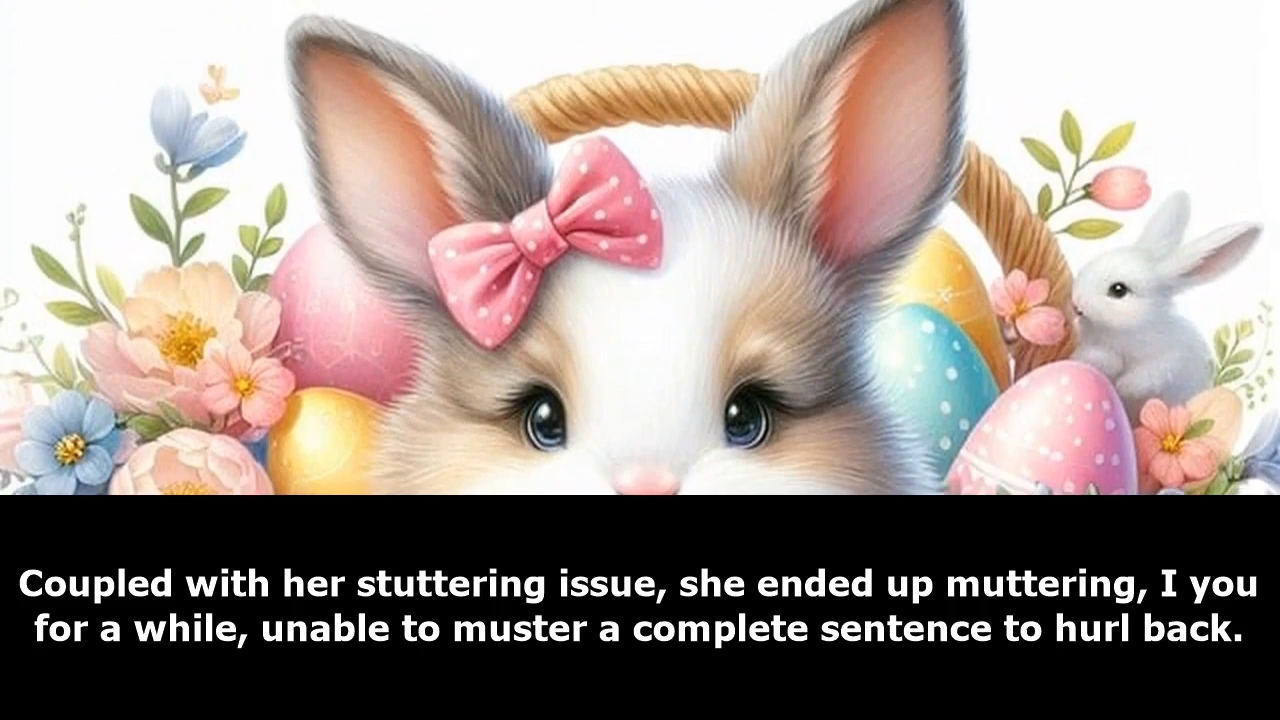 Coupled with her stuttering issue, she ended up muttering, I you
for a while, unable to muster a complete sentence to hurl back.